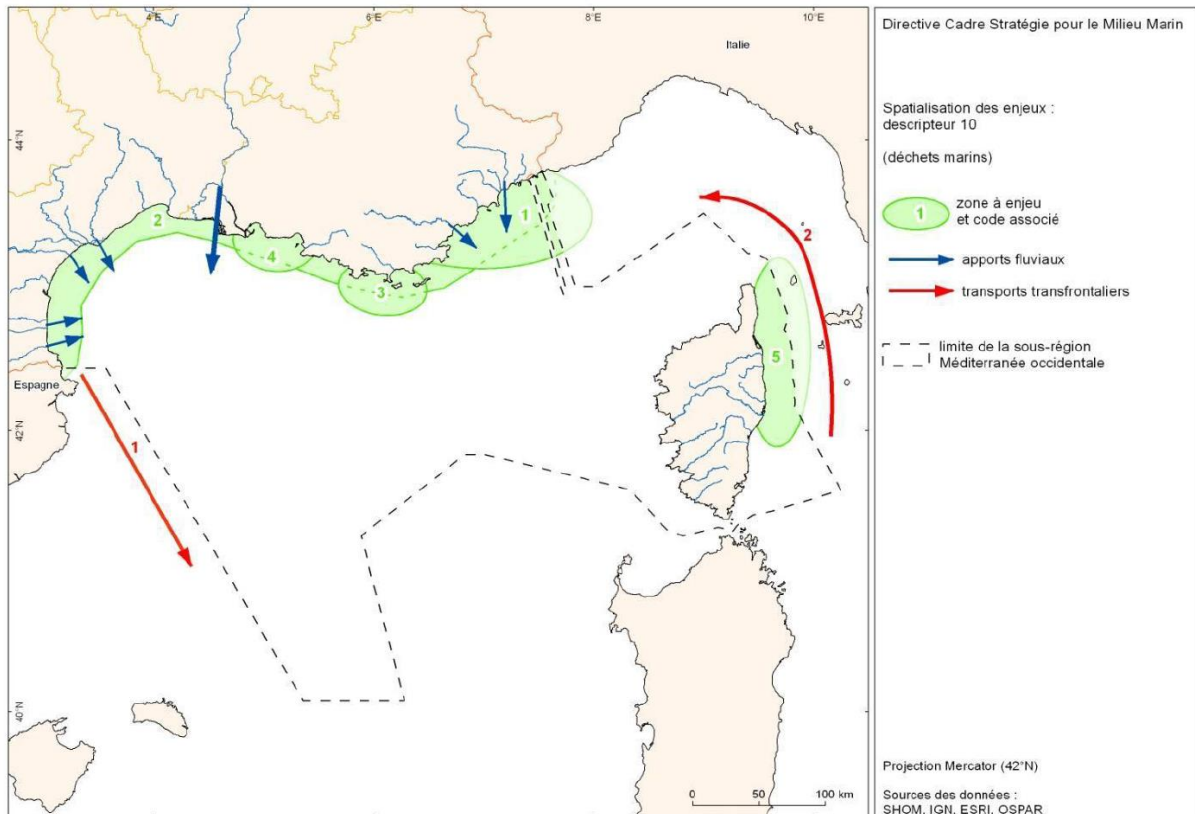 4°E
6°E
8°E
10°E
44°N
42°N
40°N
Italie
Espagne
1
2
3
4
5
1
2
1
0 50 100 km
Directive Cadre Stratégie pour le Milieu Marin
Spatialisation des enjeux :
descripteur 10
(déchets marins)
1
zone à enjeu
et code associé
apports fluviaux
transports transfrontaliers
limite de la sous-région
Méditerranée occidentale
Projection Mercator (42°N)
Sources des données :
SHOM, IGN, ESRI, OSPAR